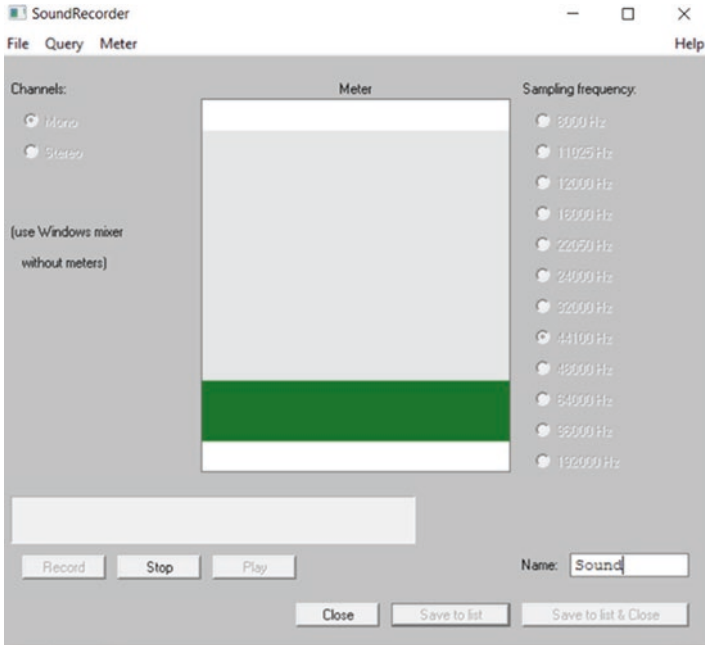 SoundRecorder
File Query Meter Help
Channels:
Mono
Stereo
(use Windows mixer
without meters)
Meter
Sampling frequency:
8000 Hz
11025 Hz
12000 Hz
16000 Hz
22050 Hz
24000 Hz
32000 Hz
44100 Hz
48000 Hz
64000 Hz
96000 Hz
192000 Hz
Record Stop Play
Name: Sound
Close Save to list Save to list & Close